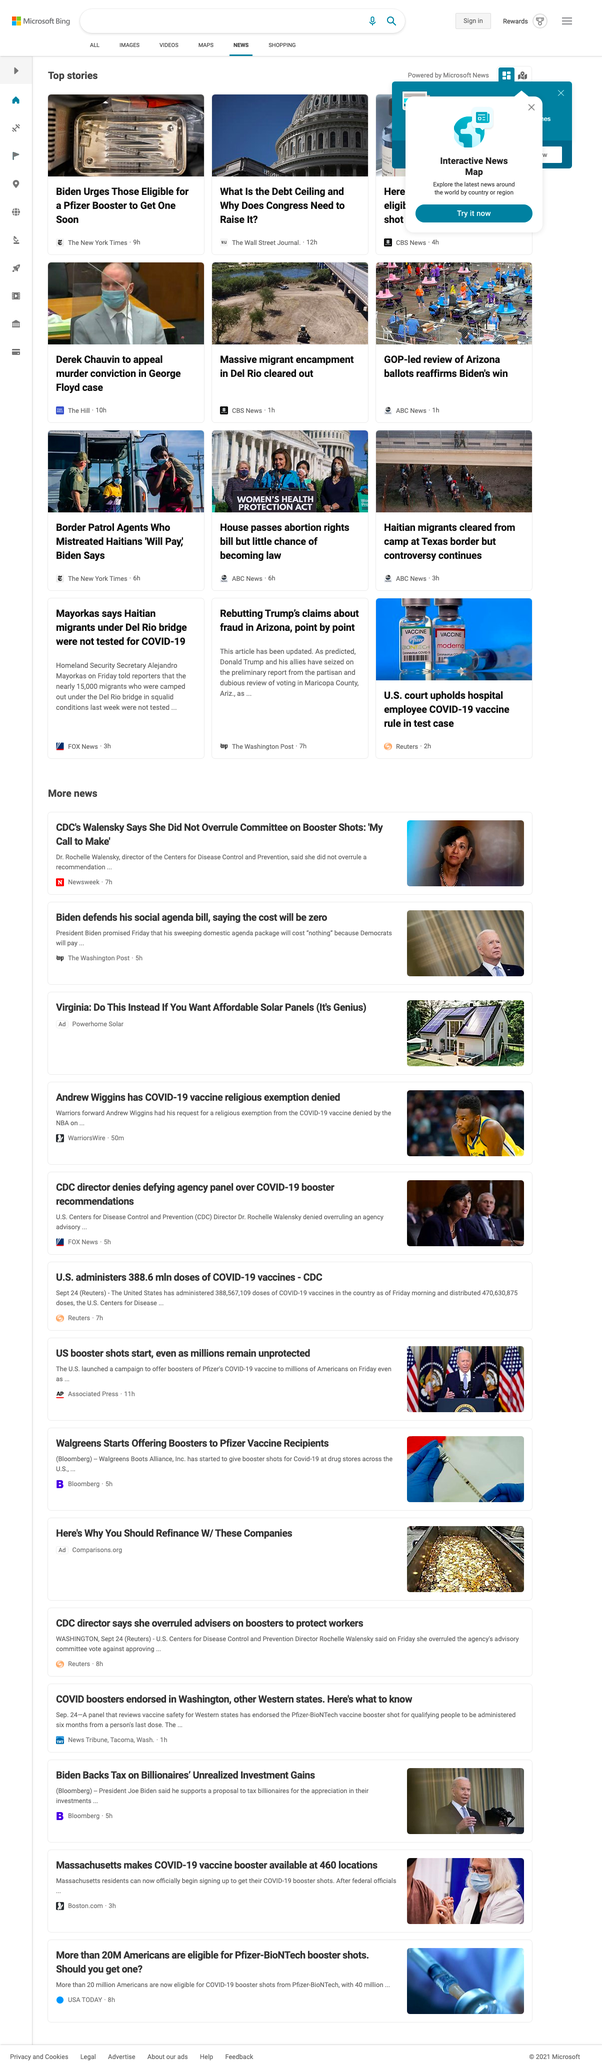 Microsoft Bing
Sign in
Rewards
ALL
IMAGES
VIDEOS
MAPS
NEWS
SHOPPING
Top stories
Powered by Microsoft News
Interactive News
Map
Explore the latest news around
the world by country or region
Try it now
Biden Urges Those Eligible for
a Pfizer Booster to Get One
Soon
The New York Times · 9h
What Is the Debt Ceiling and
Why Does Congress Need to
Raise It?
The Wall Street Journal. · 12h
Here
eligib
shot
CBS News · 4h
Derek Chauvin to appeal
murder conviction in George
Floyd case
The Hill · 10h
Massive migrant encampment
in Del Rio cleared out
CBS News · 1h
GOP-led review of Arizona
ballots reaffirms Biden's win
ABC News · 1h
WOMEN'S HEALTH
PROTECTION ACT
Border Patrol Agents Who
Mistreated Haitians 'Will Pay,'
Biden Says
The New York Times · 6h
House passes abortion rights
bill but little chance of
becoming law
ABC News · 6h
Haitian migrants cleared from
camp at Texas border but
controversy continues
ABC News · 3h
Mayorkas says Haitian
migrants under Del Rio bridge
were not tested for COVID-19
Homeland Security Secretary Alejandro
Mayorkas on Friday told reporters that the
nearly 15,000 migrants who were camped
out under the Del Rio bridge in squalid
conditions last week were not tested ...
FOX News · 3h
Rebutting Trump's claims about
fraud in Arizona, point by point
This article has been updated. As predicted,
Donald Trump and his allies have seized on
the preliminary report from the partisan and
dubious review of voting in Maricopa County,
Ariz., as ...
The Washington Post · 7h
VACCINE
VACCINE
moderna
U.S. court upholds hospital
employee COVID-19 vaccine
rule in test case
Reuters · 2h
More news
CDC's Walensky Says She Did Not Overrule Committee on Booster Shots: 'My
Call to Make'
Dr. Rochelle Walensky, director of the Centers for Disease Control and Prevention, said she did not overrule a
recommendation ...
Newsweek · 7h
Biden defends his social agenda bill, saying the cost will be zero
President Biden promised Friday that his sweeping domestic agenda package will cost "nothing" because Democrats
will pay ...
The Washington Post · 5h
Virginia: Do This Instead If You Want Affordable Solar Panels (It's Genius)
Ad Powerhome Solar
Andrew Wiggins has COVID-19 vaccine religious exemption denied
Warriors forward Andrew Wiggins had his request for a religious exemption from the COVID-19 vaccine denied by the
NBA on ...
WarriorsWire · 50m
CDC director denies defying agency panel over COVID-19 booster
recommendations
U.S. Centers for Disease Control and Prevention (CDC) Director Dr. Rochelle Walensky denied overruling an agency
advisory ...
FOX News · 5h
U.S. administers 388.6 mln doses of COVID-19 vaccines - CDC
Sept 24 (Reuters) - The United States has administered 388,567,109 doses of COVID-19 vaccines in the country as of Friday morning and distributed 470,630,875
doses, the U.S. Centers for Disease ...
Reuters · 7h
US booster shots start, even as millions remain unprotected
The U.S. launched a campaign to offer boosters of Pfizer's COVID-19 vaccine to millions of Americans on Friday even
as ...
AP Associated Press · 11h
Walgreens Starts Offering Boosters to Pfizer Vaccine Recipients
(Bloomberg) -- Walgreens Boots Alliance, Inc. has started to give booster shots for Covid-19 at drug stores across the
U.S., ...
B Bloomberg · 5h
Here's Why You Should Refinance W/ These Companies
Ad Comparisons.org
CDC director says she overruled advisers on boosters to protect workers
WASHINGTON, Sept 24 (Reuters) - U.S. Centers for Disease Control and Prevention Director Rochelle Walensky said on Friday she overruled the agency's advisory
committee vote against approving ...
Reuters · 8h
COVID boosters endorsed in Washington, other Western states. Here's what to know
Sep. 24—A panel that reviews vaccine safety for Western states has endorsed the Pfizer-BioNTech vaccine booster shot for qualifying people to be administered
six months from a person's last dose. The ...
News Tribune, Tacoma, Wash. · 1h
Biden Backs Tax on Billionaires' Unrealized Investment Gains
(Bloomberg) -- President Joe Biden said he supports a proposal to tax billionaires for the appreciation in their
investments ...
B Bloomberg · 5h
Massachusetts makes COVID-19 vaccine booster available at 460 locations
Massachusetts residents can now officially begin signing up to get their COVID-19 booster shots. After federal officials
...
Boston.com · 3h
More than 20M Americans are eligible for Pfizer-BioNTech booster shots.
Should you get one?
More than 20 million Americans are now eligible for COVID-19 booster shots from Pfizer-BioNTech, with 40 million ...
USA TODAY · 8h
Privacy and Cookies
Legal
Advertise
About our ads
Help
Feedback
© 2021 Microsoft